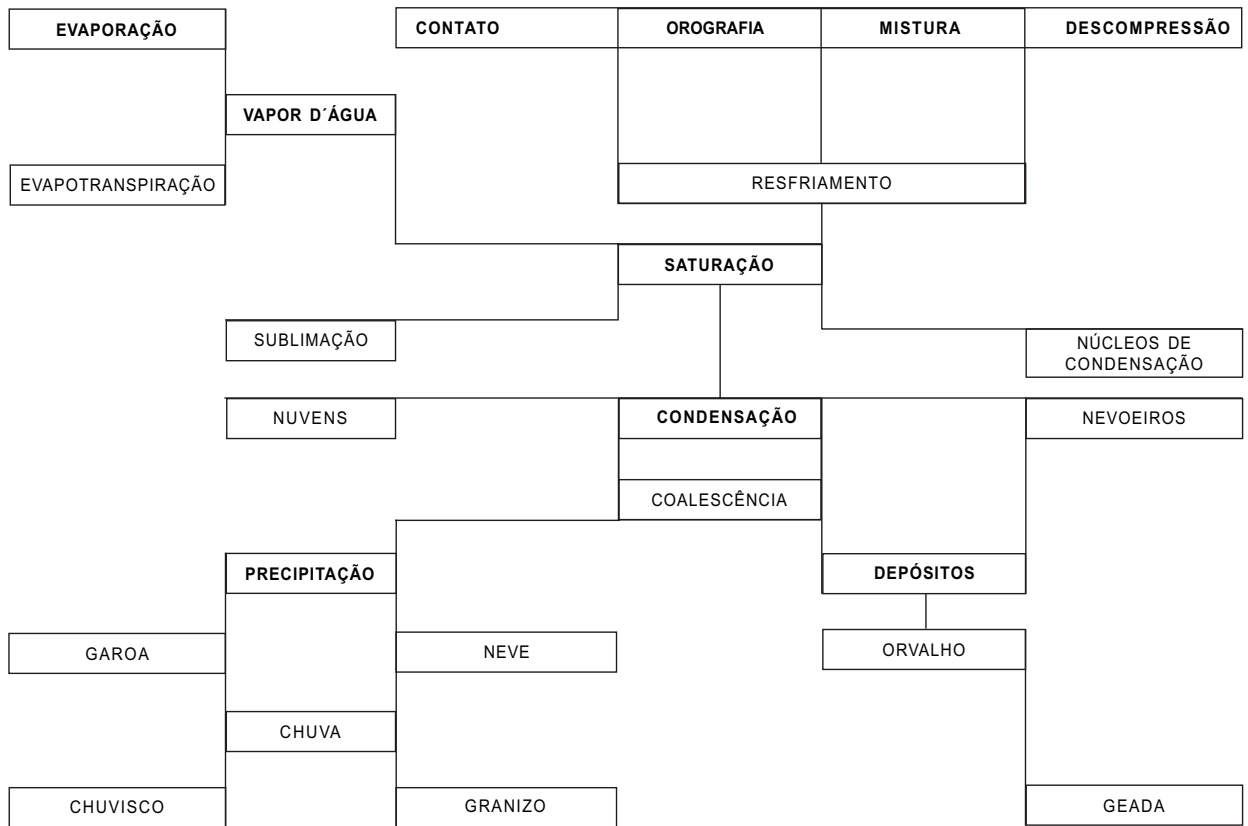 EVAPORAÇÃO
CONTATO
OROGRAFIA
MISTURA
DESCOMPRESSÃO
VAPOR D´ÁGUA
EVAPOTRANSPIRAÇÃO
RESFRIAMENTO
SATURAÇÃO
SUBLIMAÇÃO
NÚCLEOS DE
CONDENSAÇÃO
NUVENS
CONDENSAÇÃO
NEVOEIROS
COALESCÊNCIA
PRECIPITAÇÃO
DEPÓSITOS
GAROA
NEVE
ORVALHO
CHUVA
CHUVISCO
GRANIZO
GEADA